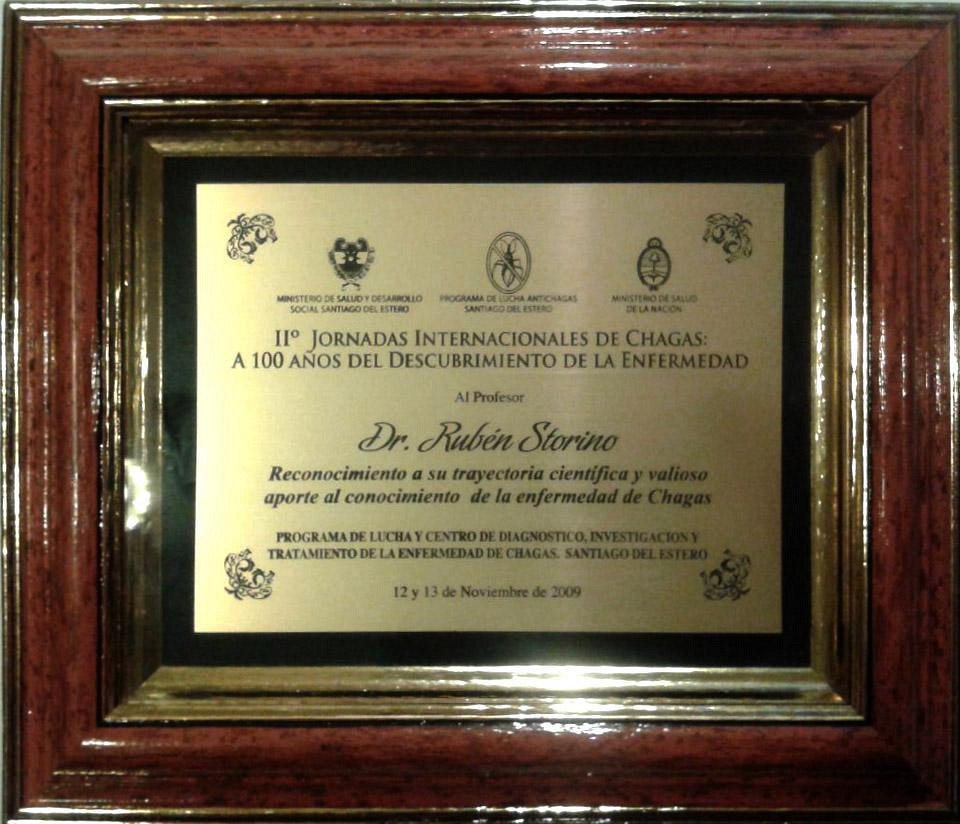 MINISTERIO DE SALUD Y DESARROLLO
SOCIAL SANTIAGO DEL ESTERO
PROGRAMA DE LUCHA ANTICHAGAS
SANTIAGO DEL ESTERO
MINISTERIO DE SALUD
DE LA NACIÓN
IIº JORNADAS INTERNACIONALES DE CHAGAS:
A 100 AÑOS DEL DESCUBRIMIENTO DE LA ENFERMEDAD
Al Profesor
Dr. Rubén Storino
Reconocimiento a su trayectoria científica y valioso
aporte al conocimiento de la enfermedad de Chagas
PROGRAMA DE LUCHA Y CENTRO DE DIAGNOSTICO, INVESTIGACION Y
TRATAMIENTO DE LA ENFERMEDAD DE CHAGAS. SANTIAGO DEL ESTERO
12 y 13 de Noviembre de 2009